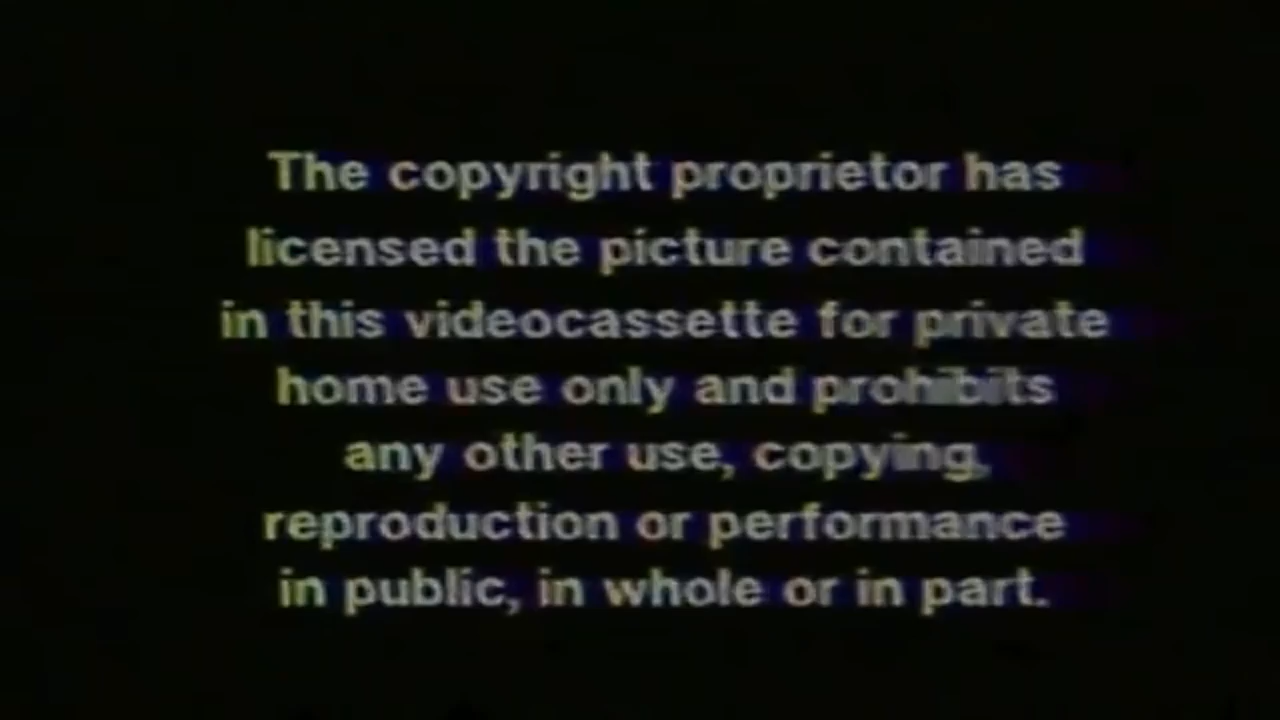 The copyright proprietor has
licensed the picture contained
in this videocassette for private
home use only and prohibits
any other use, copying,
reproduction or performance
in public, in whole or in part.